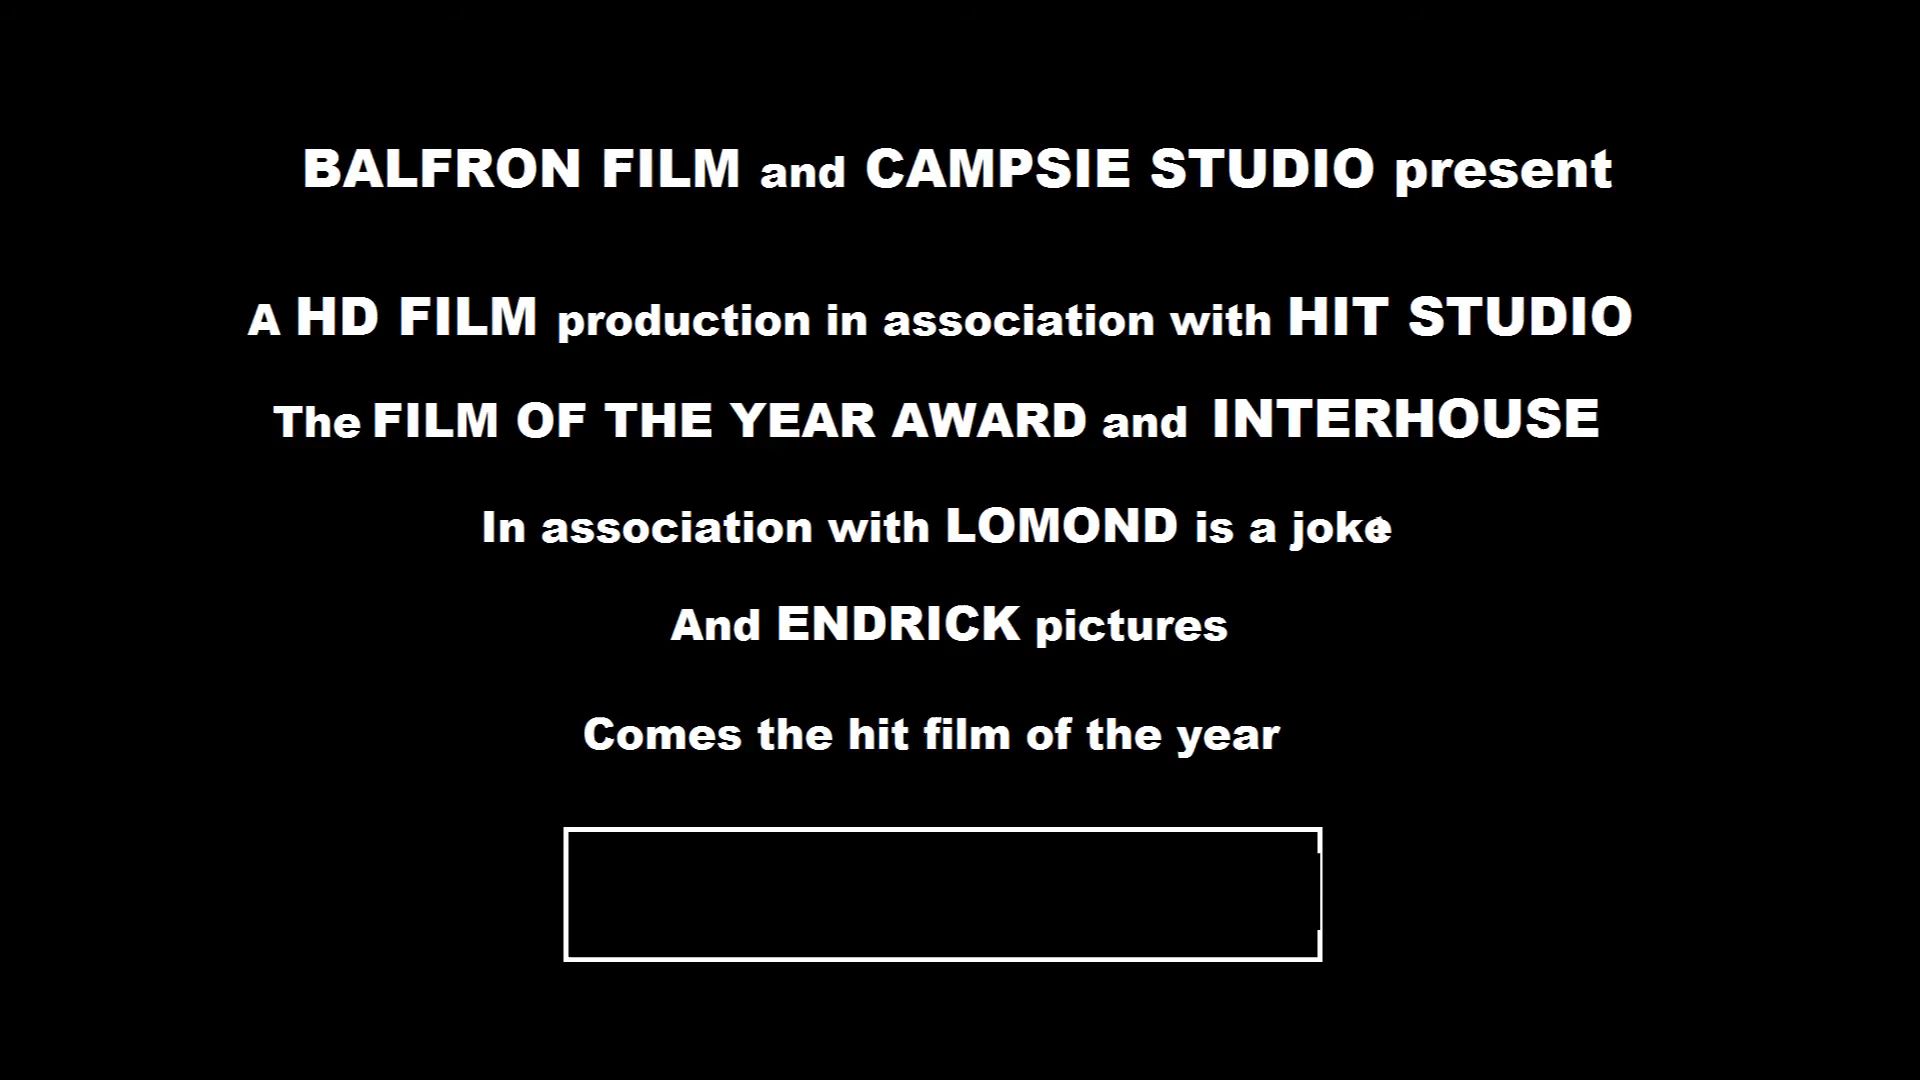 BALFRON FILM and CAMPSIE STUDIO present
A HD FILM production in association with HIT STUDIO
The FILM OF THE YEAR AWARD and INTERHOUSE
In association with LOMOND is a joke
And ENDRICK pictures
Comes the hit film of the year